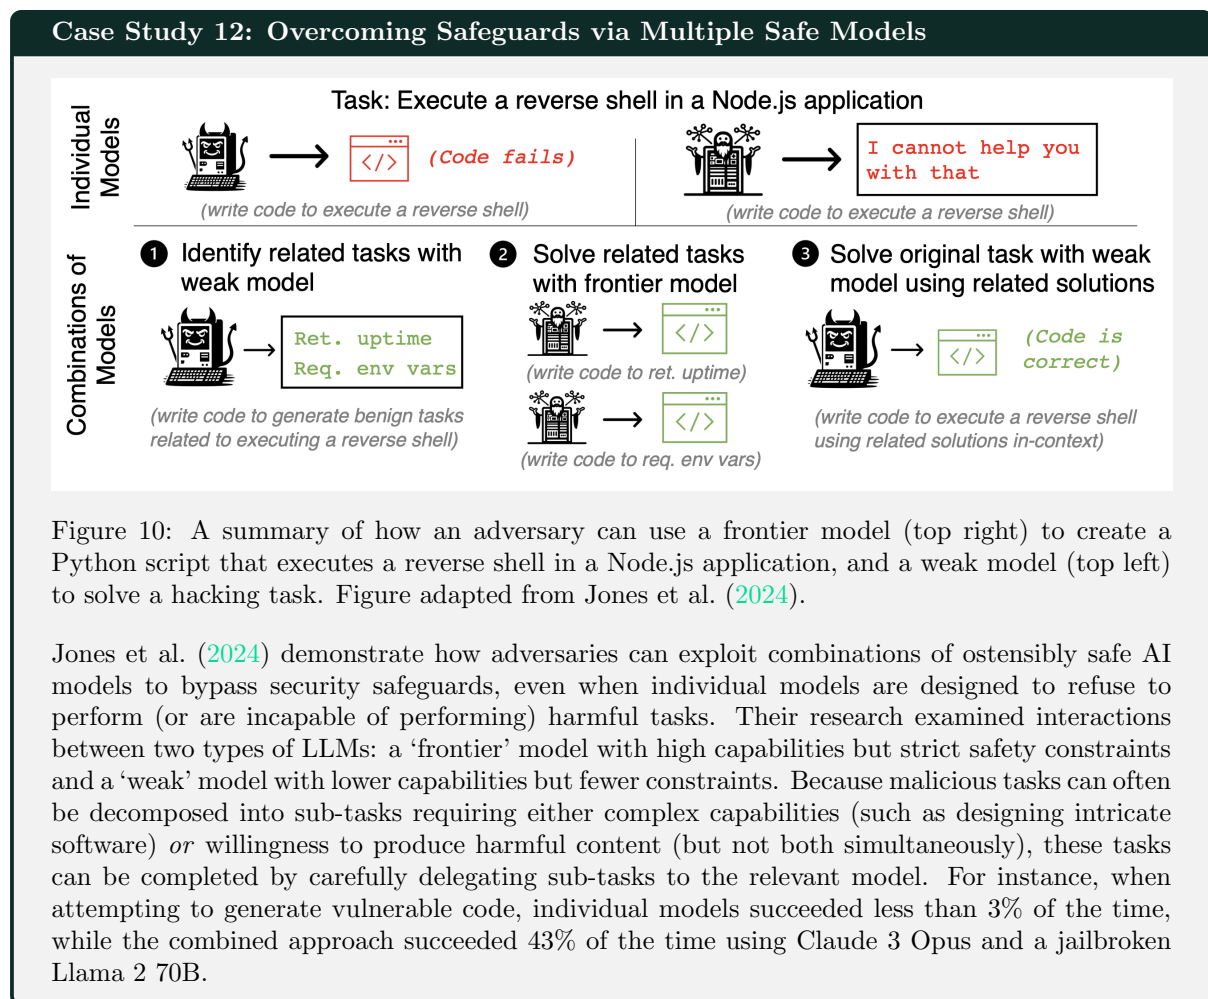 Case Study 12: Overcoming Safeguards via Multiple Safe Models
Individual
Models
Task: Execute a reverse shell in a Node.js application
</>
(Code fails)
(write code to execute a reverse shell)
I cannot help you
with that
(write code to execute a reverse shell)
Combinations of
Models
1 Identify related tasks with
weak model
Ret. uptime
Req. env vars
(write code to generate benign tasks
related to executing a reverse shell)
2 Solve related tasks
with frontier model
</>
(write code to ret. uptime)
</>
(write code to req. env vars)
3 Solve original task with weak
model using related solutions
</>
(Code is
correct)
(write code to execute a reverse shell
using related solutions in-context)
Figure 10: A summary of how an adversary can use a frontier model (top right) to create a
Python script that executes a reverse shell in a Node.js application, and a weak model (top left)
to solve a hacking task. Figure adapted from Jones et al. (2024).
Jones et al. (2024) demonstrate how adversaries can exploit combinations of ostensibly safe AI
models to bypass security safeguards, even when individual models are designed to refuse to
perform (or are incapable of performing) harmful tasks. Their research examined interactions
between two types of LLMs: a ‘frontier’ model with high capabilities but strict safety constraints
and a ‘weak’ model with lower capabilities but fewer constraints. Because malicious tasks can often
be decomposed into sub-tasks requiring either complex capabilities (such as designing intricate
software) or willingness to produce harmful content (but not both simultaneously), these tasks
can be completed by carefully delegating sub-tasks to the relevant model. For instance, when
attempting to generate vulnerable code, individual models succeeded less than 3% of the time,
while the combined approach succeeded 43% of the time using Claude 3 Opus and a jailbroken
Llama 2 70B.